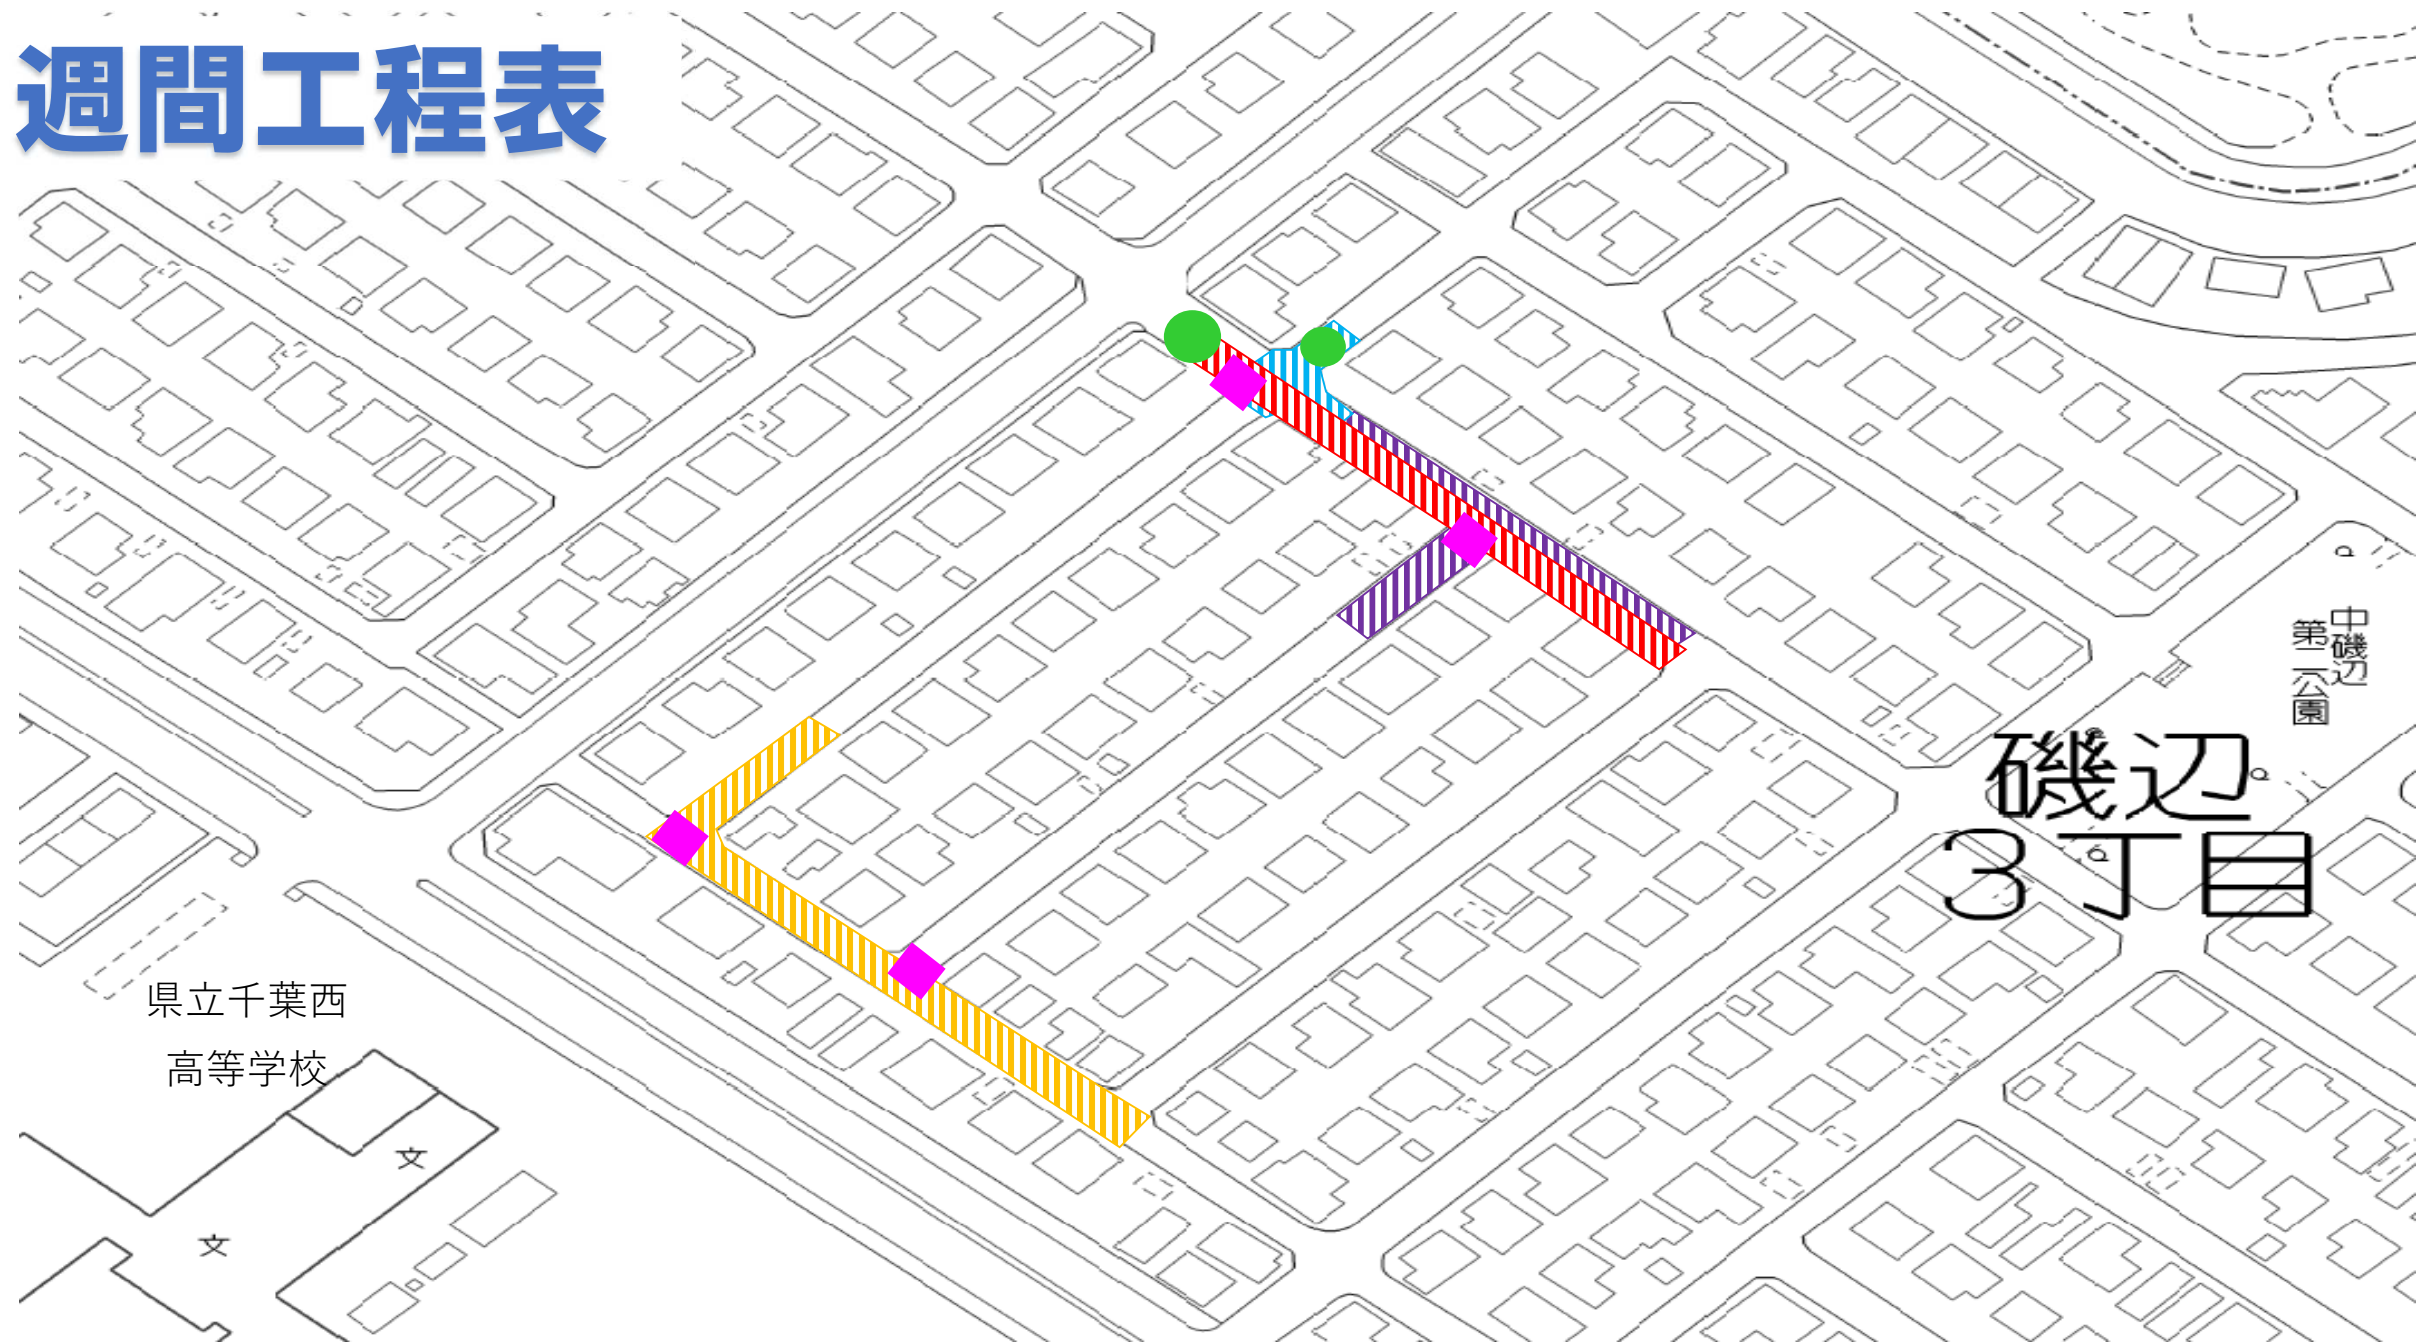 週間工程表
中磯辺
第二公園
磯辺
3丁目
県立千葉西
高等学校
文
文